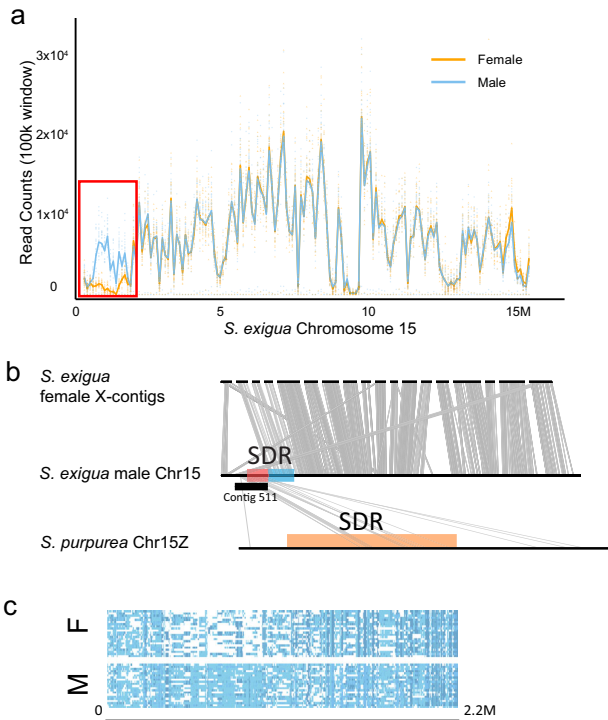 a
3x10⁴
2x10⁴
1x10⁴
0
Read Counts (100k window)
Female
Male
0
5
10
15M
S. exigua Chromosome 15
b
S. exigua
female X-contigs
SDR
S. exigua male Chr15
Contig 511
SDR
S. purpurea Chr15Z
c
F
M
0
2.2M